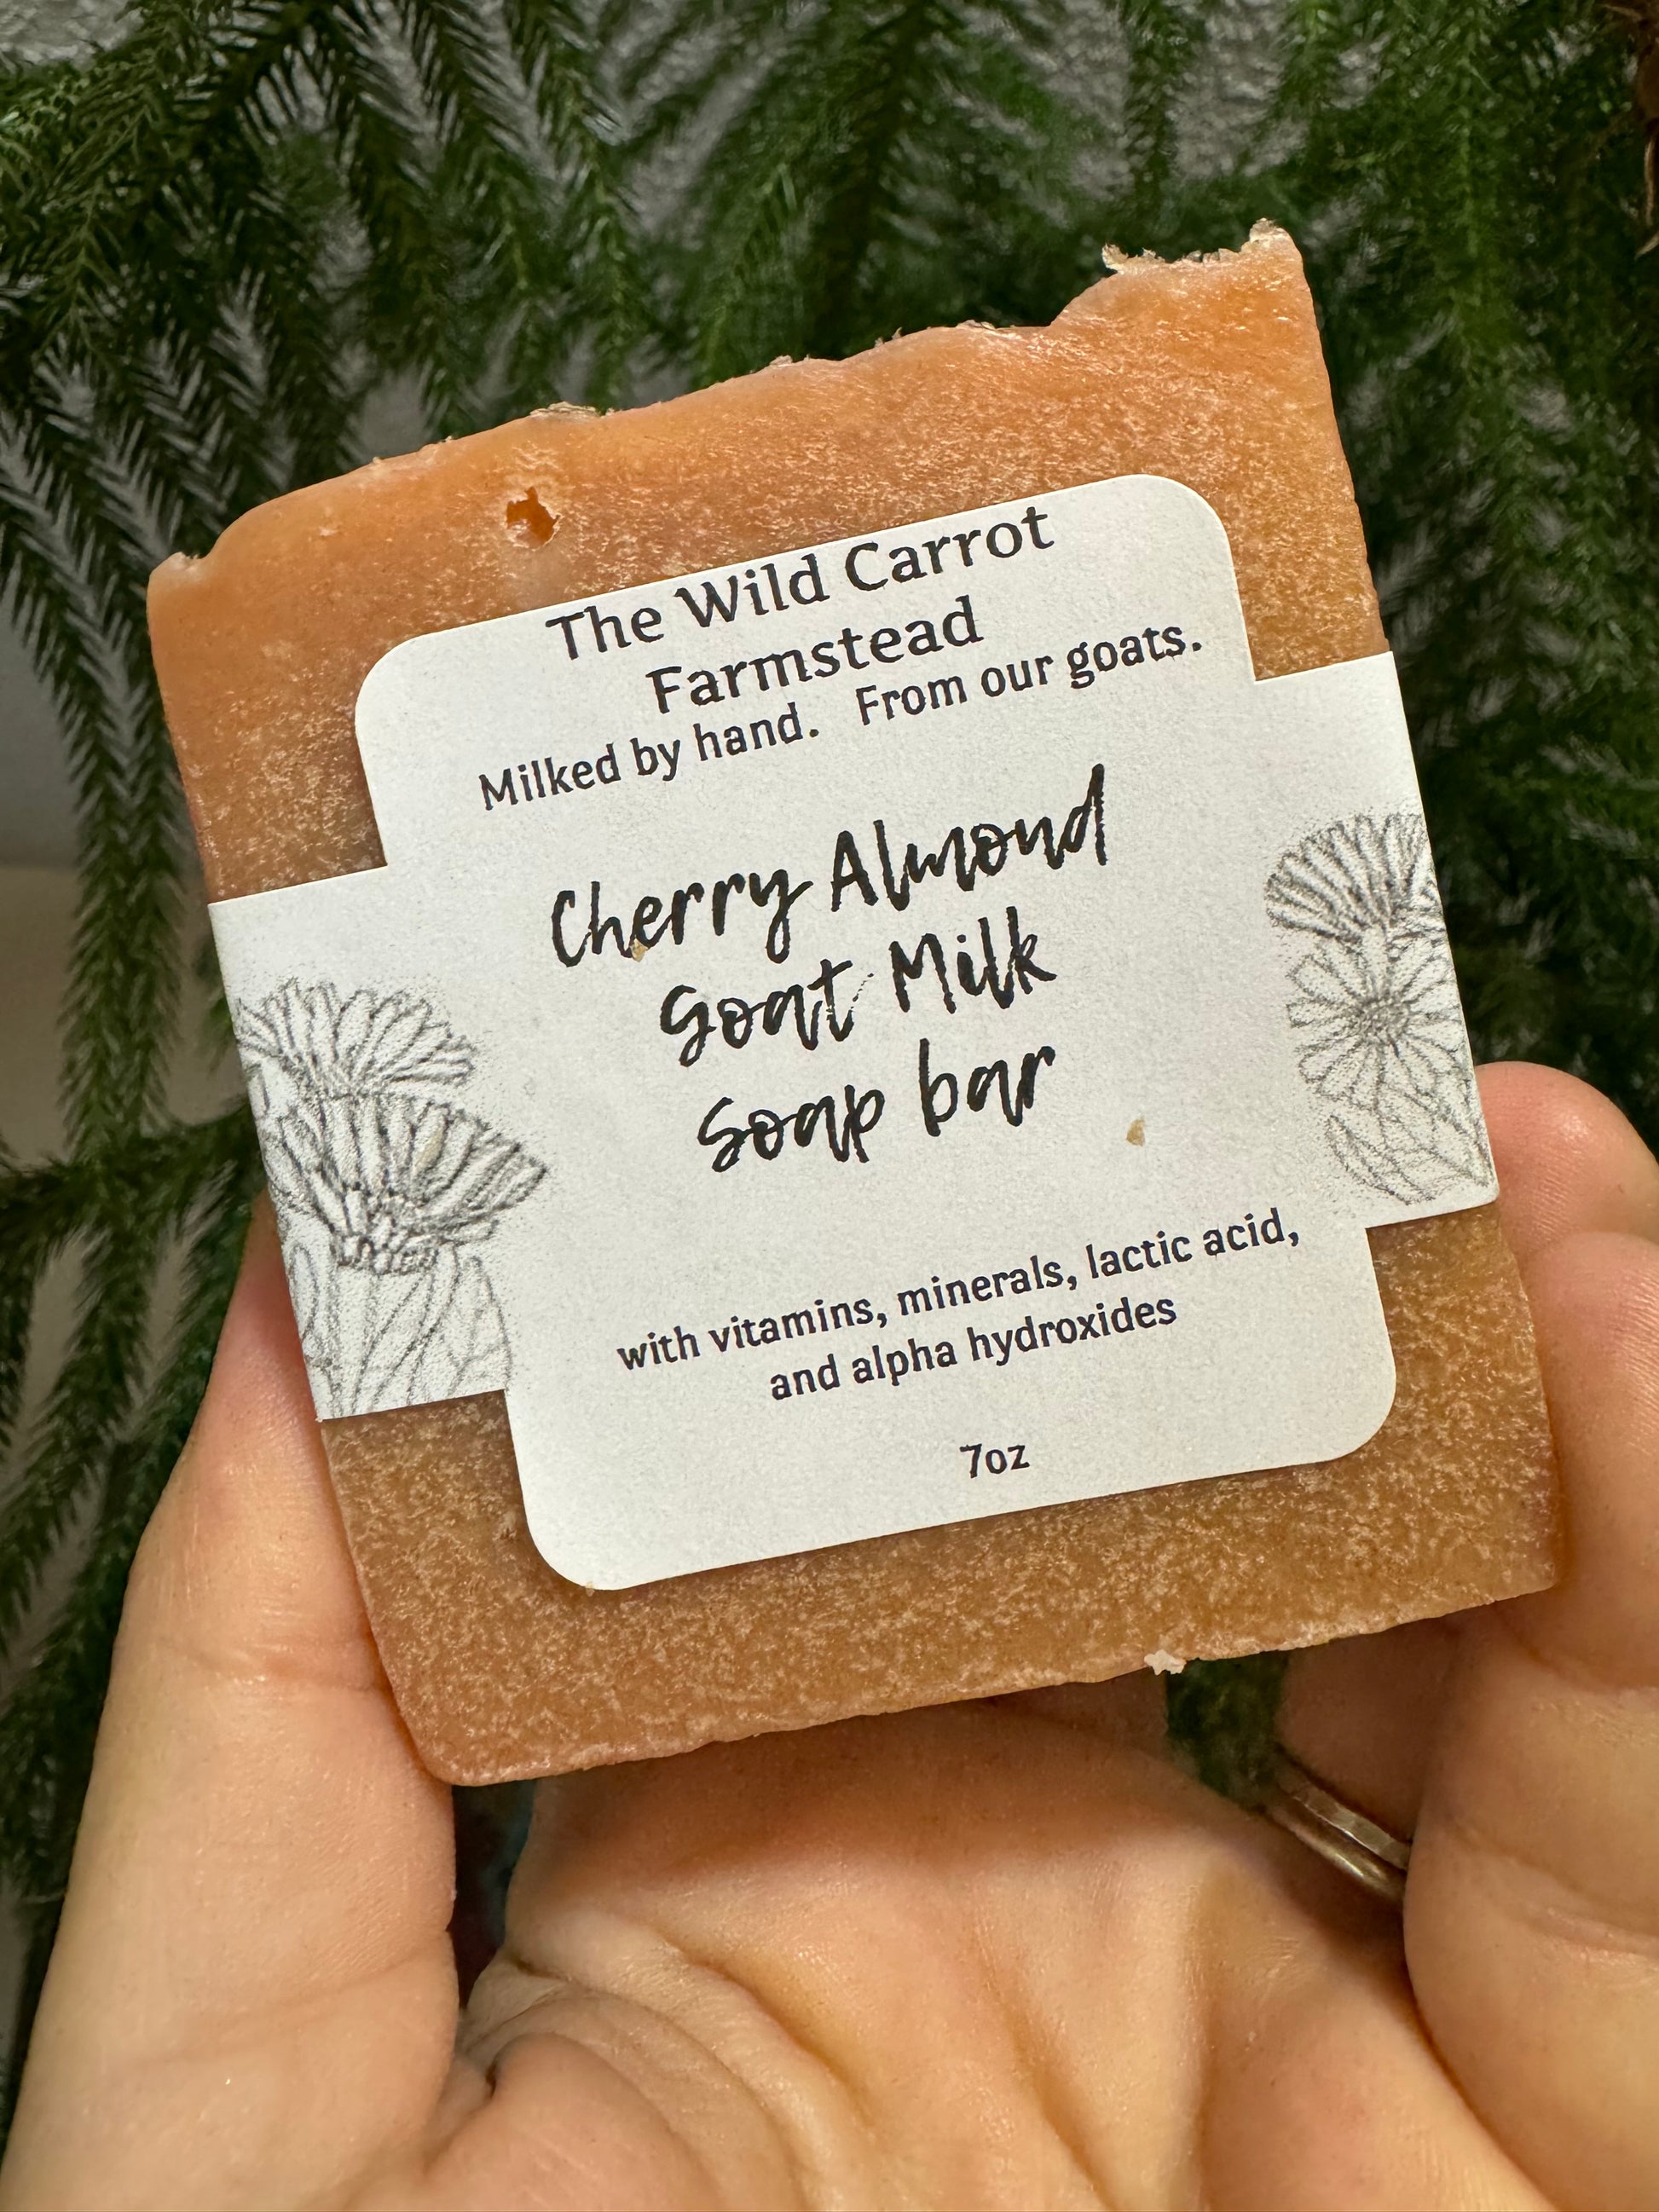 The Wild Carrot
Farmstead
Milked by hand. From our goats.
Cherry Almond
Goat Milk
Soap bar
with vitamins, minerals, lactic acid,
and alpha hydroxides
7oz